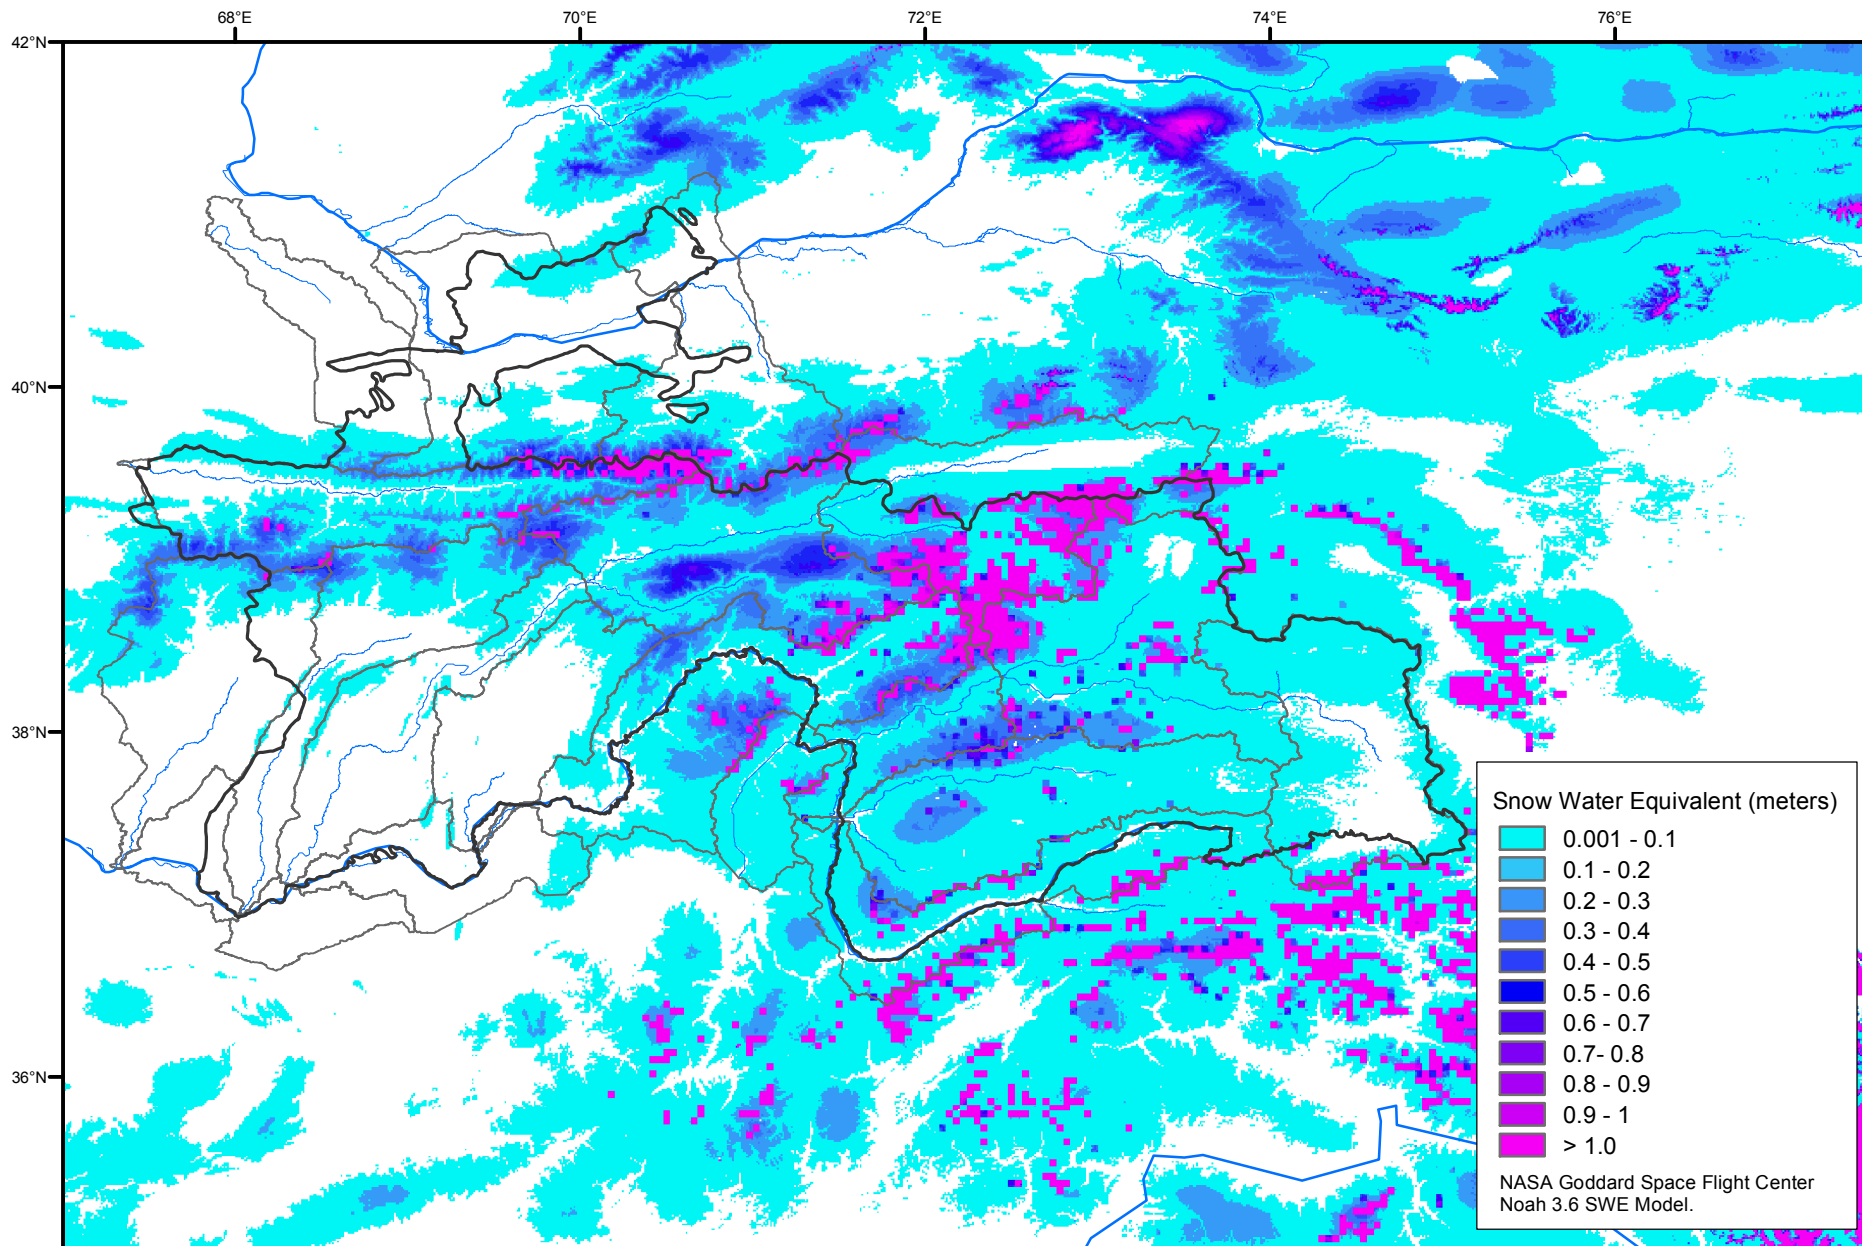 68°E
70°E
72°E
74°E
76°E
42°N
40°N
38°N
36°N
Snow Water Equivalent (meters)
0.001 - 0.1
0.1 - 0.2
0.2 - 0.3
0.3 - 0.4
0.4 - 0.5
0.5 - 0.6
0.6 - 0.7
0.7- 0.8
0.8 - 0.9
0.9 - 1
> 1.0
NASA Goddard Space Flight Center
Noah 3.6 SWE Model.